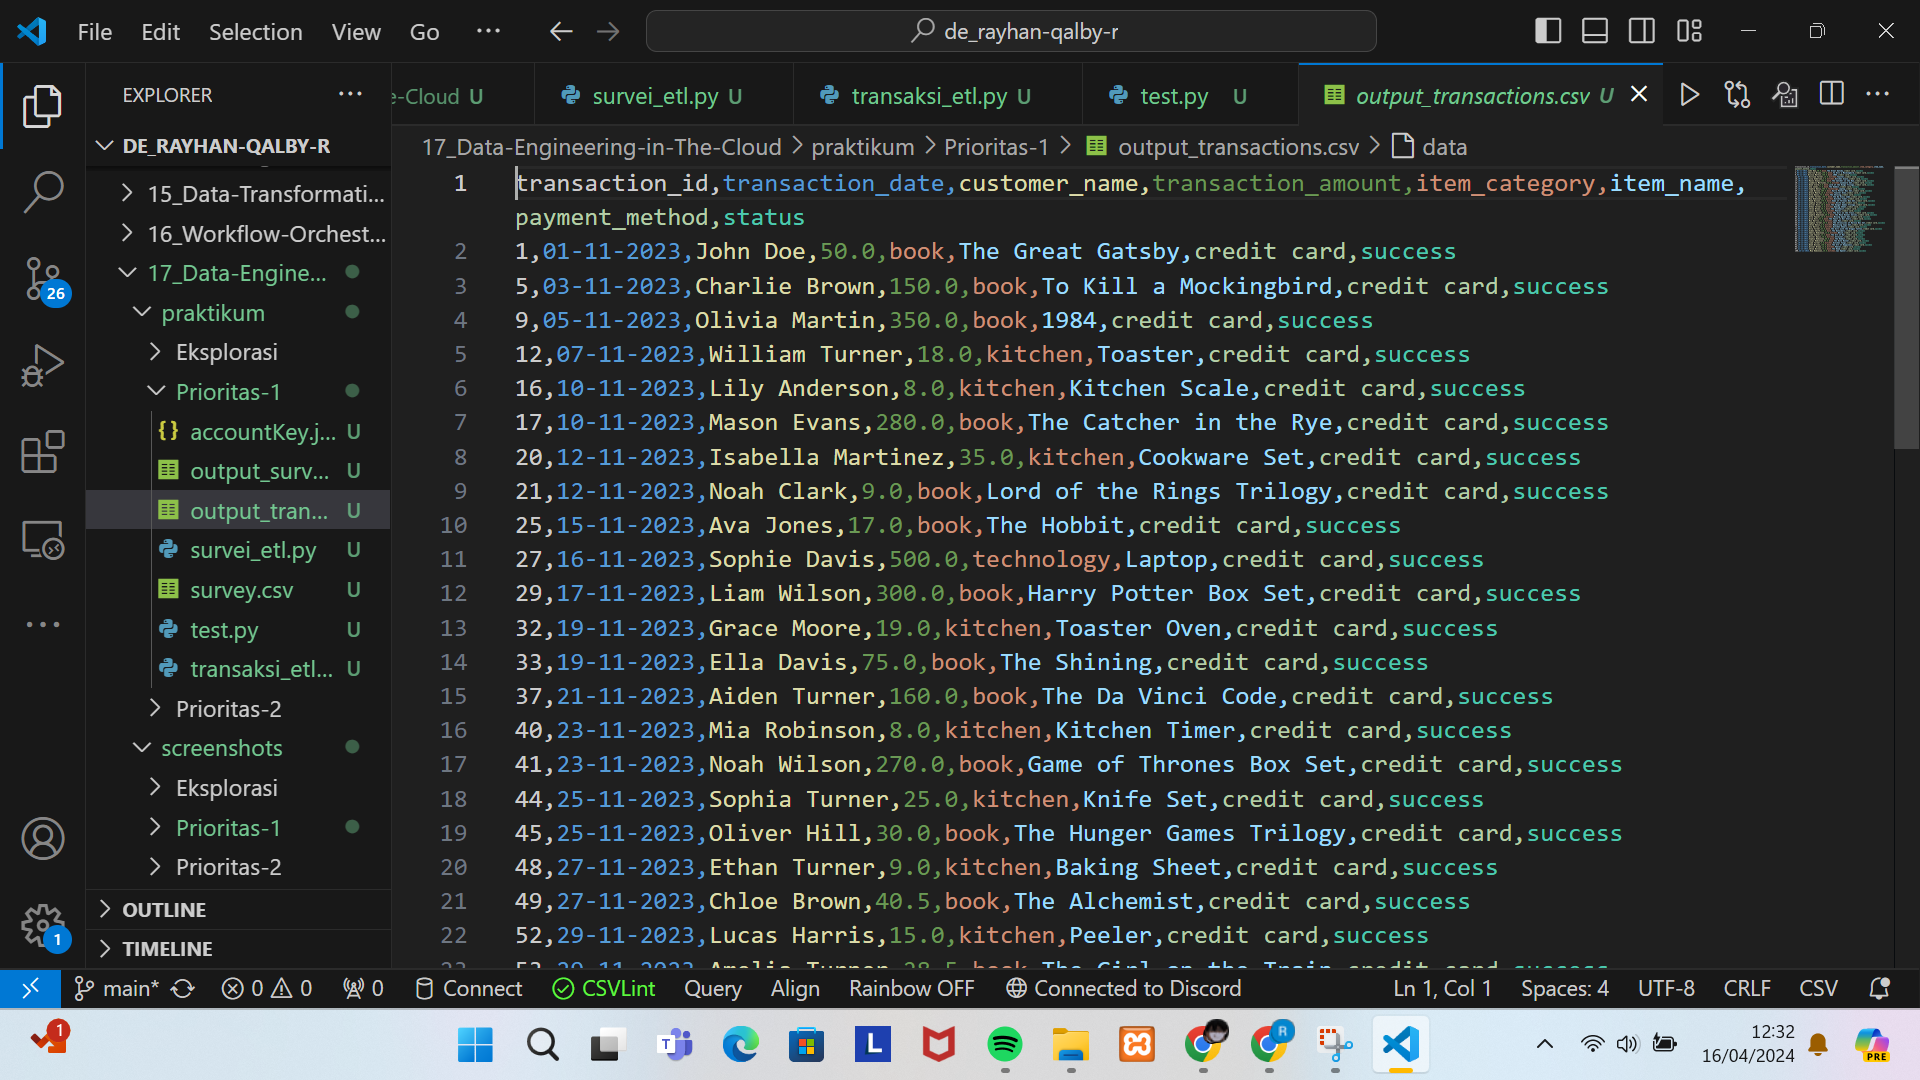 File Edit Selection View Go ...
de_rayhan-qalby-r
EXPLORER
DE_RAYHAN-QALBY-R
15_Data-Transformati...
16_Workflow-Orchest...
17_Data-Engine...
praktikum
Eksplorasi
Prioritas-1
accountKey.j... U
output_surv... U
output_tran... U
survei_etl.py U
survey.csv U
test.py U
transaksi_etl... U
Prioritas-2
screenshots
Eksplorasi
Prioritas-1
Prioritas-2
OUTLINE
TIMELINE
26
1
e-Cloud U
survei_etl.py U
transaksi_etl.py U
test.py U
output_transactions.csv U
17_Data-Engineering-in-The-Cloud > praktikum > Prioritas-1 > output_transactions.csv > data
1 transaction_id,transaction_date,customer_name,transaction_amount,item_category,item_name,
payment_method,status
2 1,01-11-2023,John Doe,50.0,book,The Great Gatsby,credit card,success
3 5,03-11-2023,Charlie Brown,150.0,book,To Kill a Mockingbird,credit card,success
4 9,05-11-2023,Olivia Martin,350.0,book,1984,credit card,success
5 12,07-11-2023,William Turner,18.0,kitchen,Toaster,credit card,success
6 16,10-11-2023,Lily Anderson,8.0,kitchen,Kitchen Scale,credit card,success
7 17,10-11-2023,Mason Evans,280.0,book,The Catcher in the Rye,credit card,success
8 20,12-11-2023,Isabella Martinez,35.0,kitchen,Cookware Set,credit card,success
9 21,12-11-2023,Noah Clark,9.0,book,Lord of the Rings Trilogy,credit card,success
10 25,15-11-2023,Ava Jones,17.0,book,The Hobbit,credit card,success
11 27,16-11-2023,Sophie Davis,500.0,technology,Laptop,credit card,success
12 29,17-11-2023,Liam Wilson,300.0,book,Harry Potter Box Set,credit card,success
13 32,19-11-2023,Grace Moore,19.0,kitchen,Toaster Oven,credit card,success
14 33,19-11-2023,Ella Davis,75.0,book,The Shining,credit card,success
15 37,21-11-2023,Aiden Turner,160.0,book,The Da Vinci Code,credit card,success
16 40,23-11-2023,Mia Robinson,8.0,kitchen,Kitchen Timer,credit card,success
17 41,23-11-2023,Noah Wilson,270.0,book,Game of Thrones Box Set,credit card,success
18 44,25-11-2023,Sophia Turner,25.0,kitchen,Knife Set,credit card,success
19 45,25-11-2023,Oliver Hill,30.0,book,The Hunger Games Trilogy,credit card,success
20 48,27-11-2023,Ethan Turner,9.0,kitchen,Baking Sheet,credit card,success
21 49,27-11-2023,Chloe Brown,40.5,book,The Alchemist,credit card,success
22 52,29-11-2023,Lucas Harris,15.0,kitchen,Peeler,credit card,success
main* 0 0 0 Connect CSVLint Query Align Rainbow OFF Connected to Discord Ln 1, Col 1 Spaces: 4 UTF-8 CRLF CSV
1
T
L
R
12:32
16/04/2024
PRE